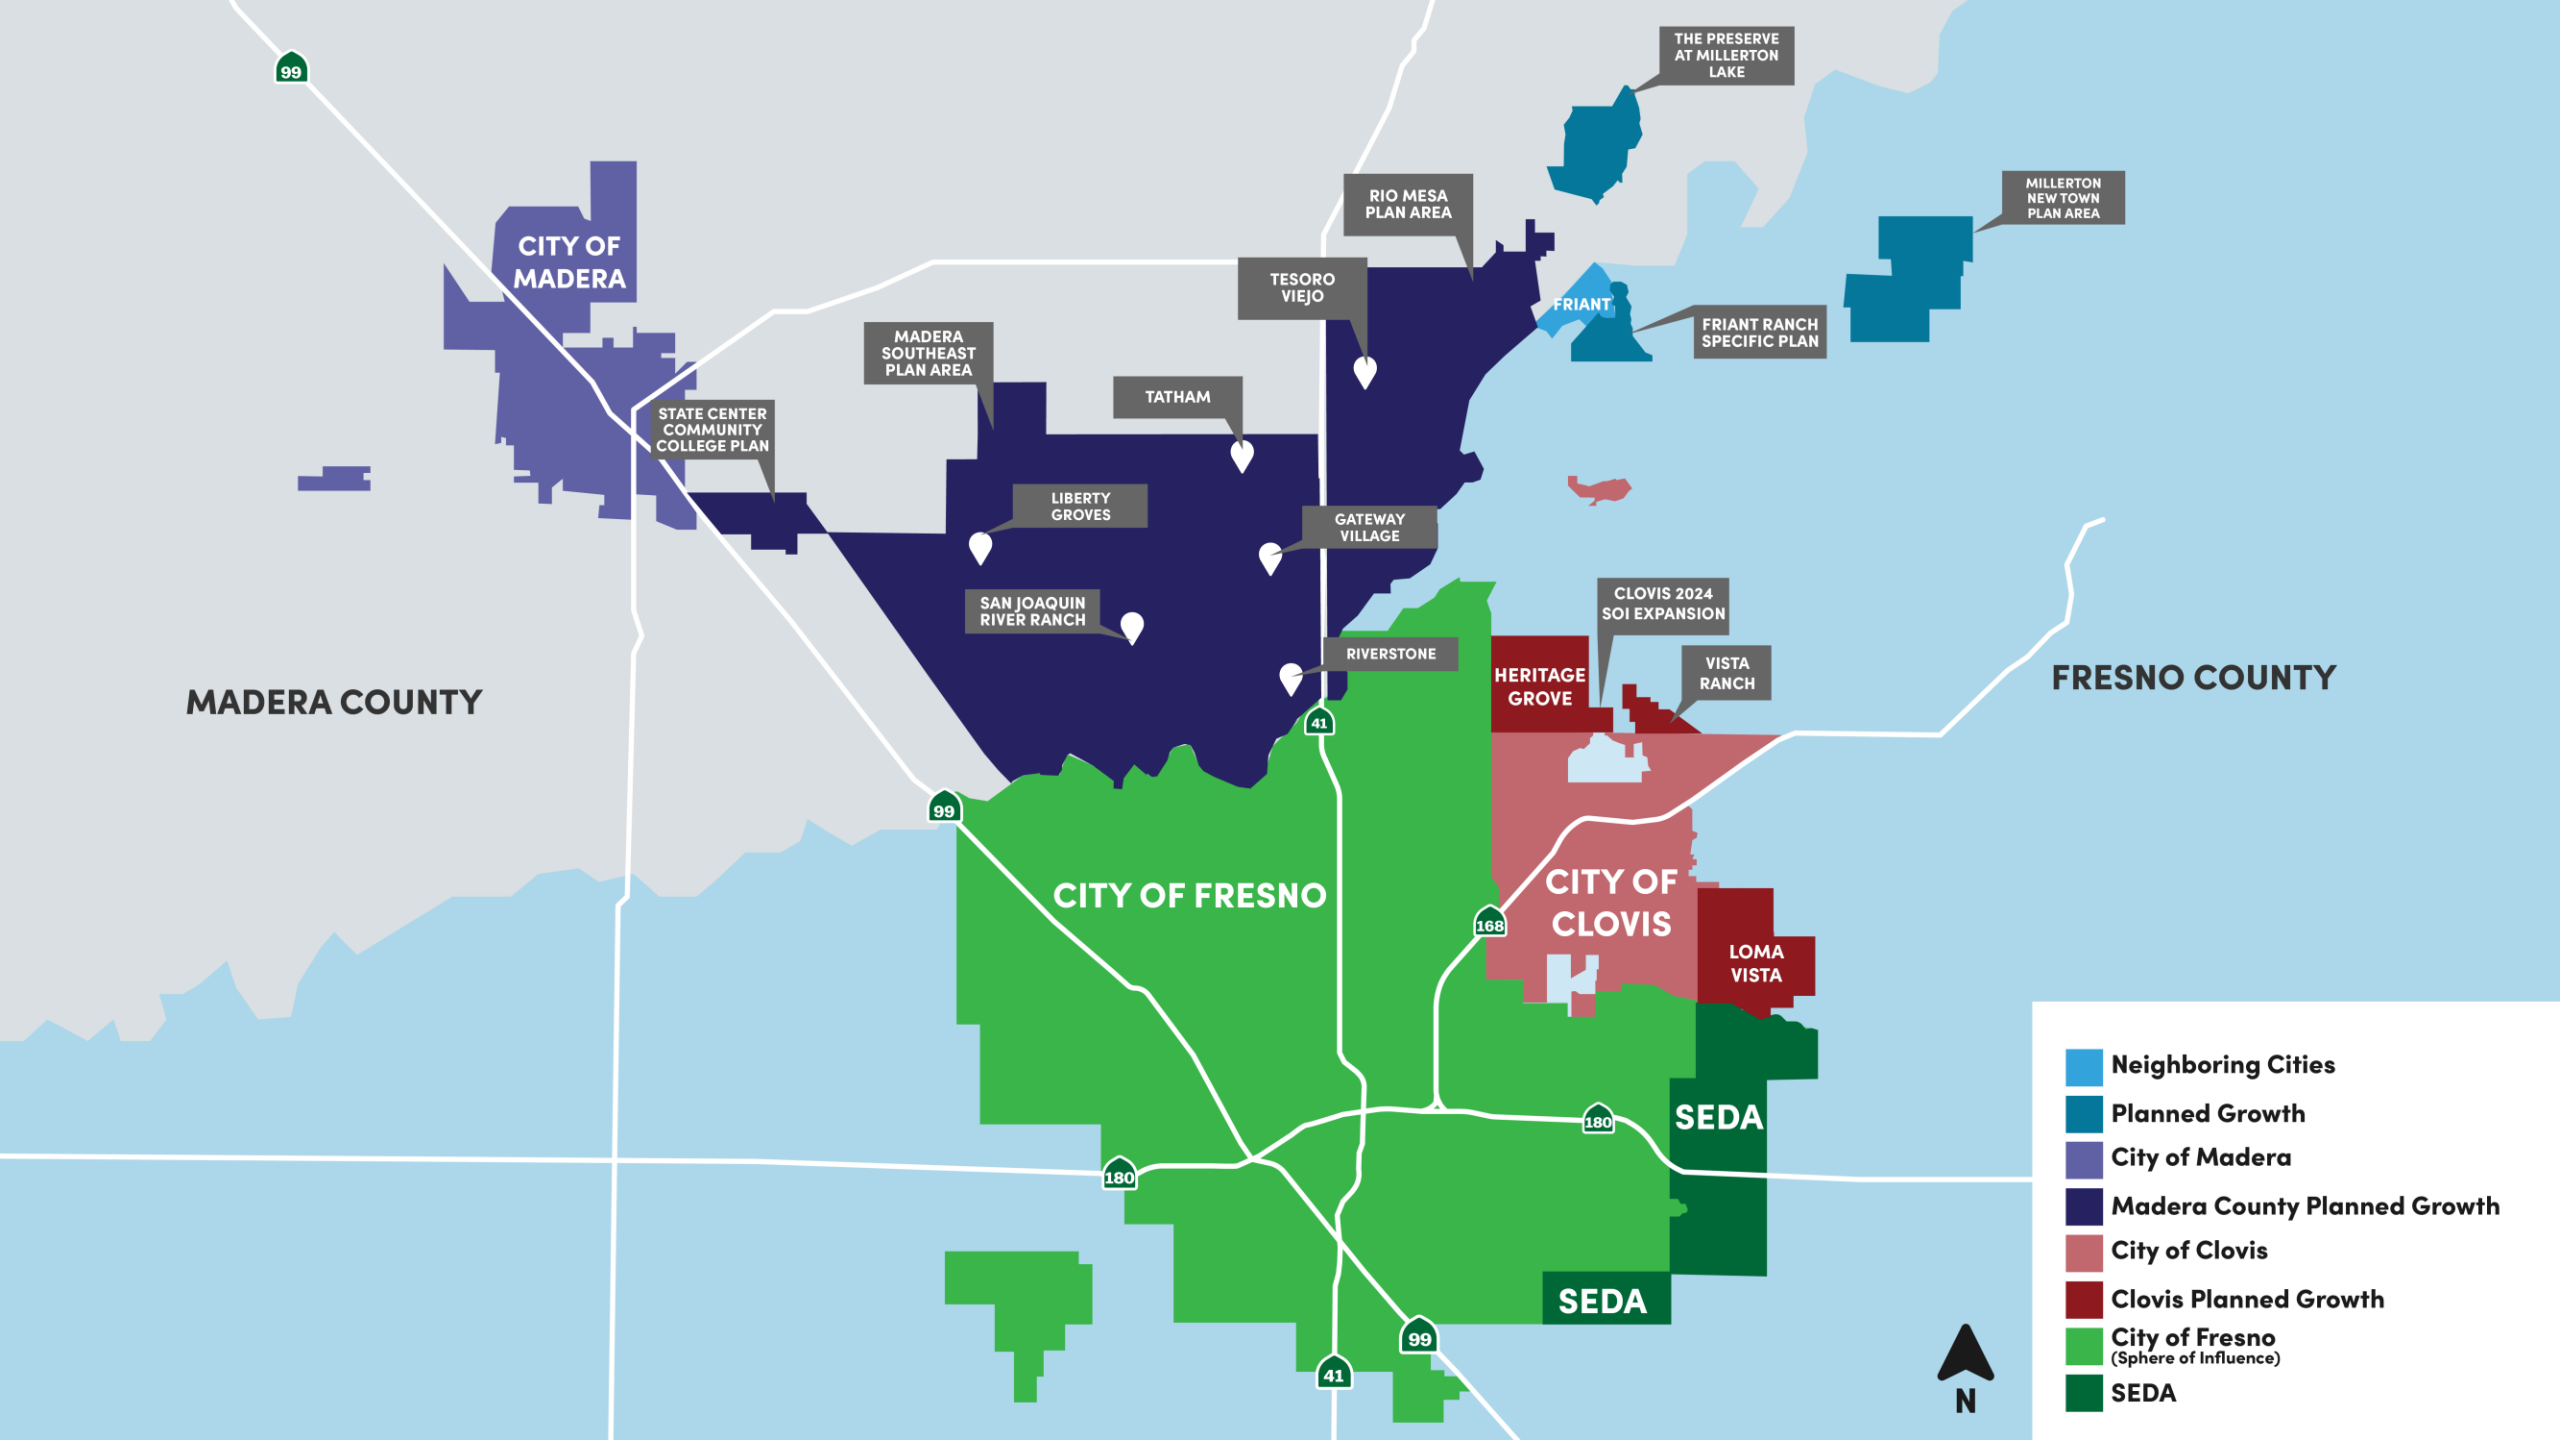 99
THE PRESERVE
AT MILLERTON
LAKE
RIO MESA
PLAN AREA
MILLERTON
NEW TOWN
PLAN AREA
CITY OF
MADERA
TESORO
VIEJO
FRIANT
FRIANT RANCH
SPECIFIC PLAN
MADERA
SOUTHEAST
PLAN AREA
TATHAM
STATE CENTER
COMMUNITY
COLLEGE PLAN
LIBERTY
GROVES
GATEWAY
VILLAGE
SAN JOAQUIN
RIVER RANCH
CLOVIS 2024
SOI EXPANSION
RIVERSTONE
HERITAGE
GROVE
VISTA
RANCH
MADERA COUNTY
FRESNO COUNTY
41
99
CITY OF FRESNO
CITY OF
CLOVIS
168
LOMA
VISTA
SEDA
180
180
SEDA
99
41
N
Neighboring Cities
Planned Growth
City of Madera
Madera County Planned Growth
City of Clovis
Clovis Planned Growth
City of Fresno
(Sphere of Influence)
SEDA